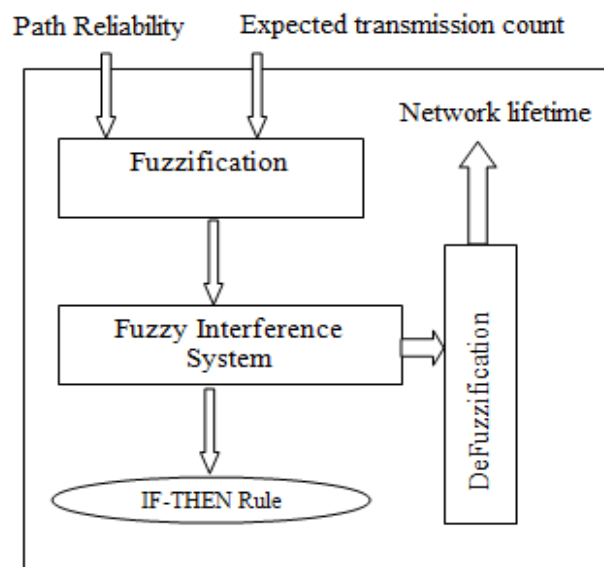 Path Reliability
Expected transmission count
Network lifetime
Fuzzification
Fuzzy Interference
System
DeFuzzification
IF-THEN Rule